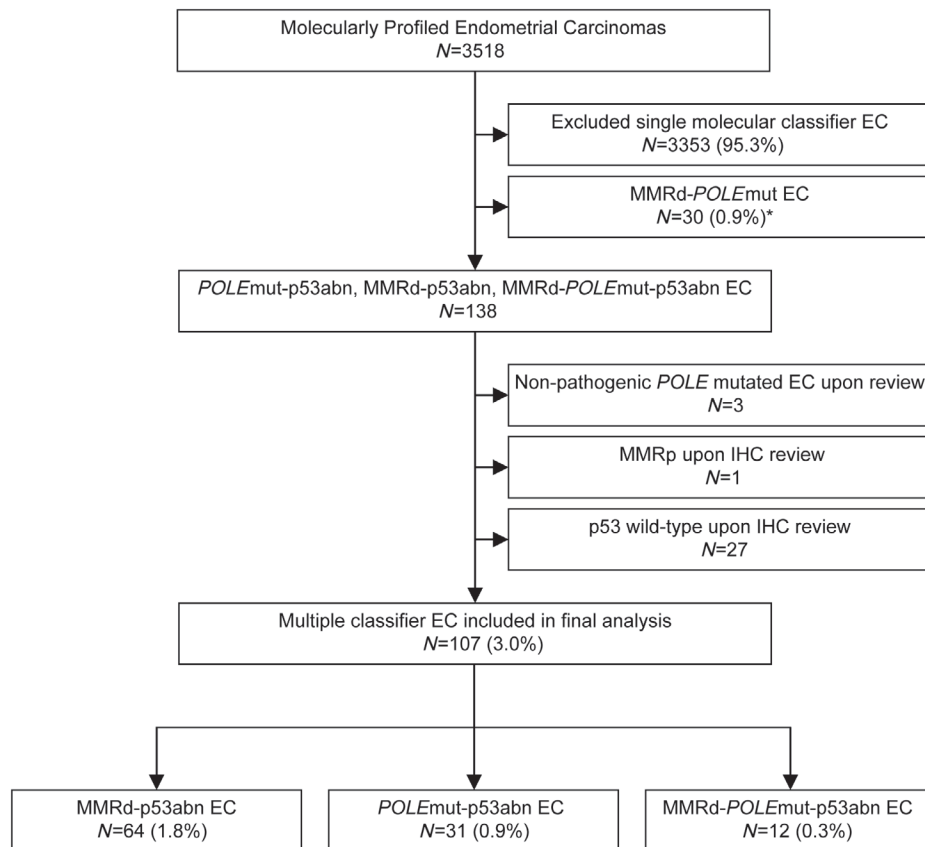 Molecularly Profiled Endometrial Carcinomas
N=3518
Excluded single molecular classifier EC
N=3353 (95.3%)
MMRd-POLEmut EC
N=30 (0.9%)*
POLEmut-p53abn, MMRd-p53abn, MMRd-POLEmut-p53abn EC
N=138
Non-pathogenic POLE mutated EC upon review
N=3
MMRp upon IHC review
N=1
p53 wild-type upon IHC review
N=27
Multiple classifier EC included in final analysis
N=107 (3.0%)
MMRd-p53abn EC
N=64 (1.8%)
POLEmut-p53abn EC
N=31 (0.9%)
MMRd-POLEmut-p53abn EC
N=12 (0.3%)